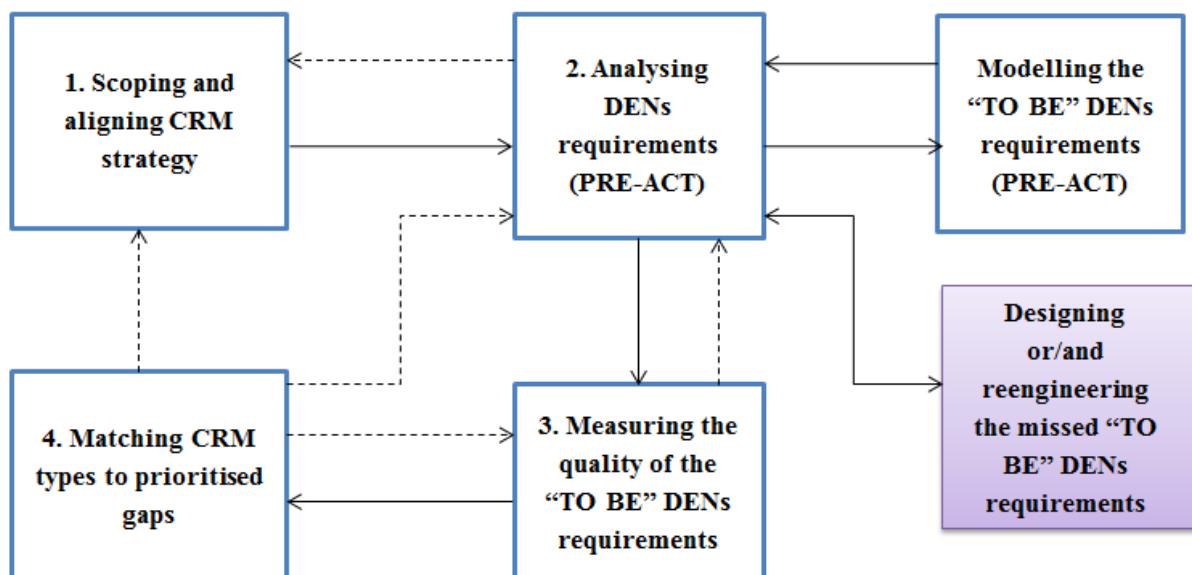 1. Scoping and
aligning CRM
strategy
2. Analysing
DENs
requirements
(PRE-ACT)
Modelling the
“TO BE” DENs
requirements
(PRE-ACT)
4. Matching CRM
types to prioritised
gaps
3. Measuring the
quality of the
“TO BE” DENs
requirements
Designing
or/and
reengineering
the missed “TO
BE” DENs
requirements